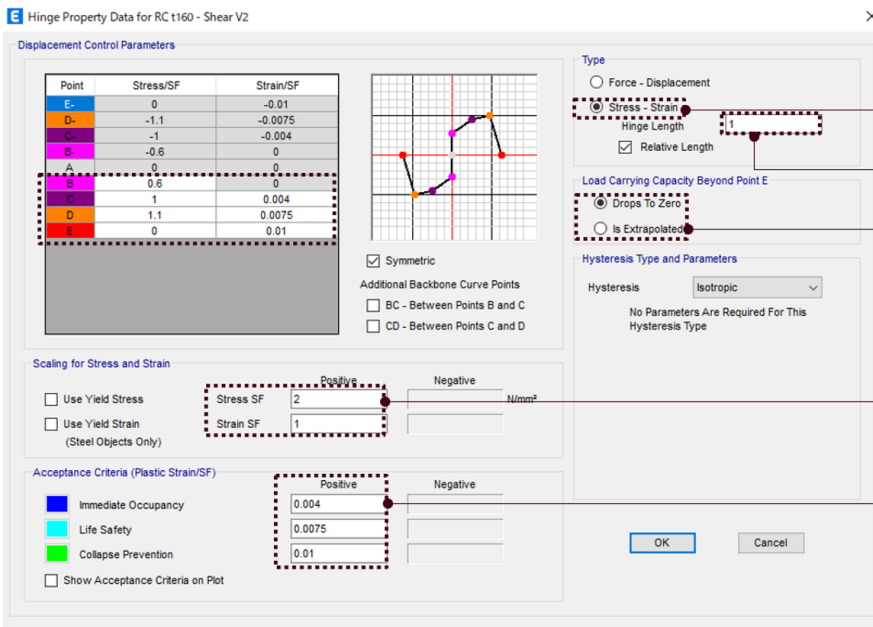 E Hinge Property Data for RC t160 - Shear V2
Displacement Control Parameters
Point Stress/SF Strain/SF
E- 0 -0.01
D- -1.1 -0.0075
C- -1 -0.004
B- -0.6 0
A 0 0
B 0.6 0
C 1 0.004
D 1.1 0.0075
E 0 0.01
Symmetric
Additional Backbone Curve Points
BC - Between Points B and C
CD - Between Points C and D
Type
Force - Displacement
Stress - Strain
Hinge Length 1
Relative Length
Load Carrying Capacity Beyond Point E
Drops To Zero
Is Extrapolated
Hysteresis Type and Parameters
Hysteresis Isotropic
No Parameters Are Required For This
Hysteresis Type
Scaling for Stress and Strain
Positive Negative
Use Yield Stress Stress SF 2 N/mm²
Use Yield Strain Strain SF 1
(Steel Objects Only)
Acceptance Criteria (Plastic Strain/SF)
Positive Negative
Immediate Occupancy 0.004
Life Safety 0.0075
Collapse Prevention 0.01
Show Acceptance Criteria on Plot
OK Cancel